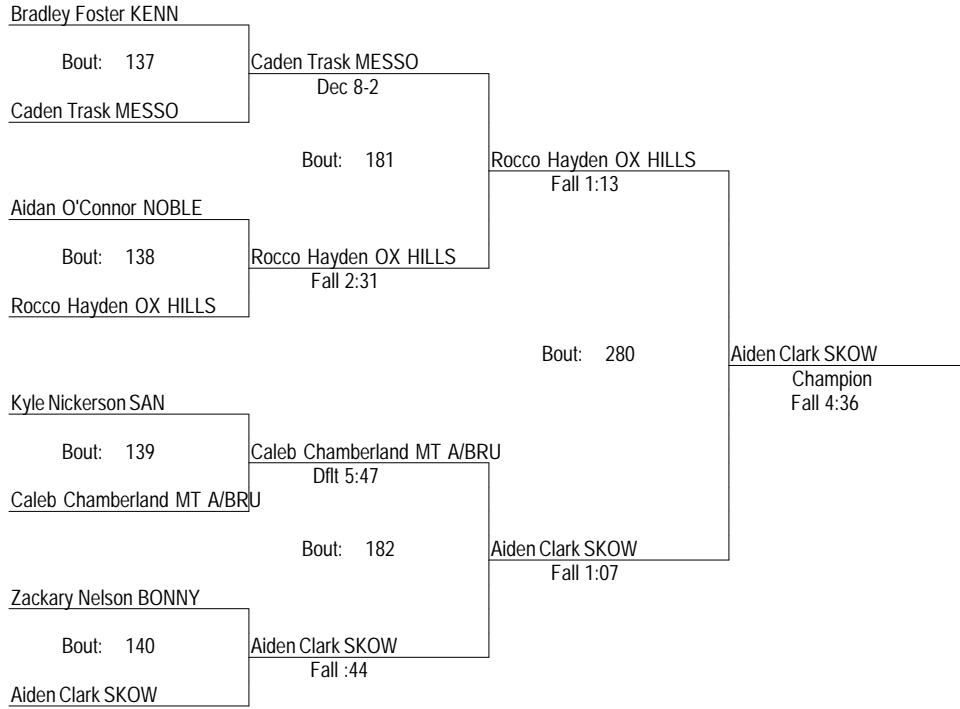 Bradley Foster KENN
Bout: 137
Caden Trask MESSO
Dec 8-2
Caden Trask MESSO
Bout: 181
Rocco Hayden OX HILLS
Fall 1:13
Aidan O'Connor NOBLE
Bout: 138
Rocco Hayden OX HILLS
Fall 2:31
Rocco Hayden OX HILLS
Bout: 280
Aiden Clark SKOW
Champion
Fall 4:36
Kyle Nickerson SAN
Bout: 139
Caleb Chamberland MT A/BRU
Dflt 5:47
Caleb Chamberland MT A/BRU
Bout: 182
Aiden Clark SKOW
Fall 1:07
Zackary Nelson BONNY
Bout: 140
Aiden Clark SKOW
Fall :44
Aiden Clark SKOW